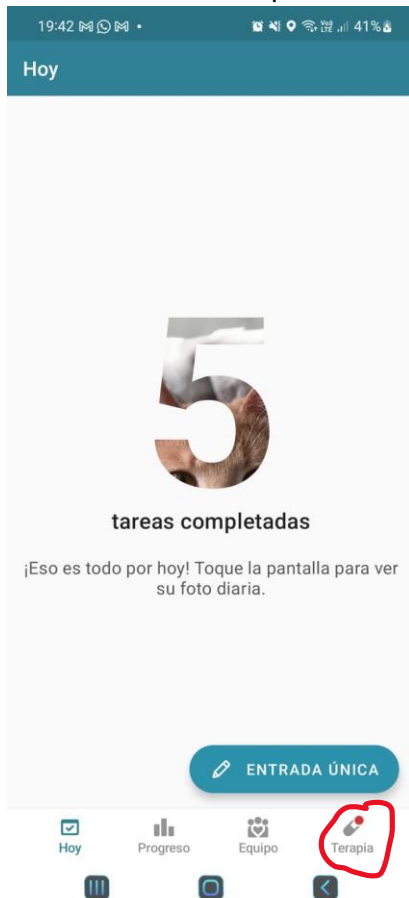 19:42
41%
Hoy
5
tareas completadas
¡Eso es todo por hoy! Toque la pantalla para ver
su foto diaria.
ENTRADA ÚNICA
Hoy Progreso Equipo Terapia